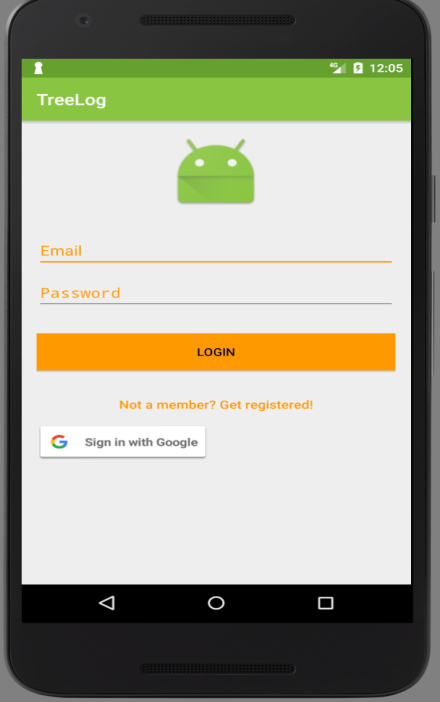 4G 12:05
TreeLog
Email
Password
LOGIN
Not a member? Get registered!
G Sign in with Google